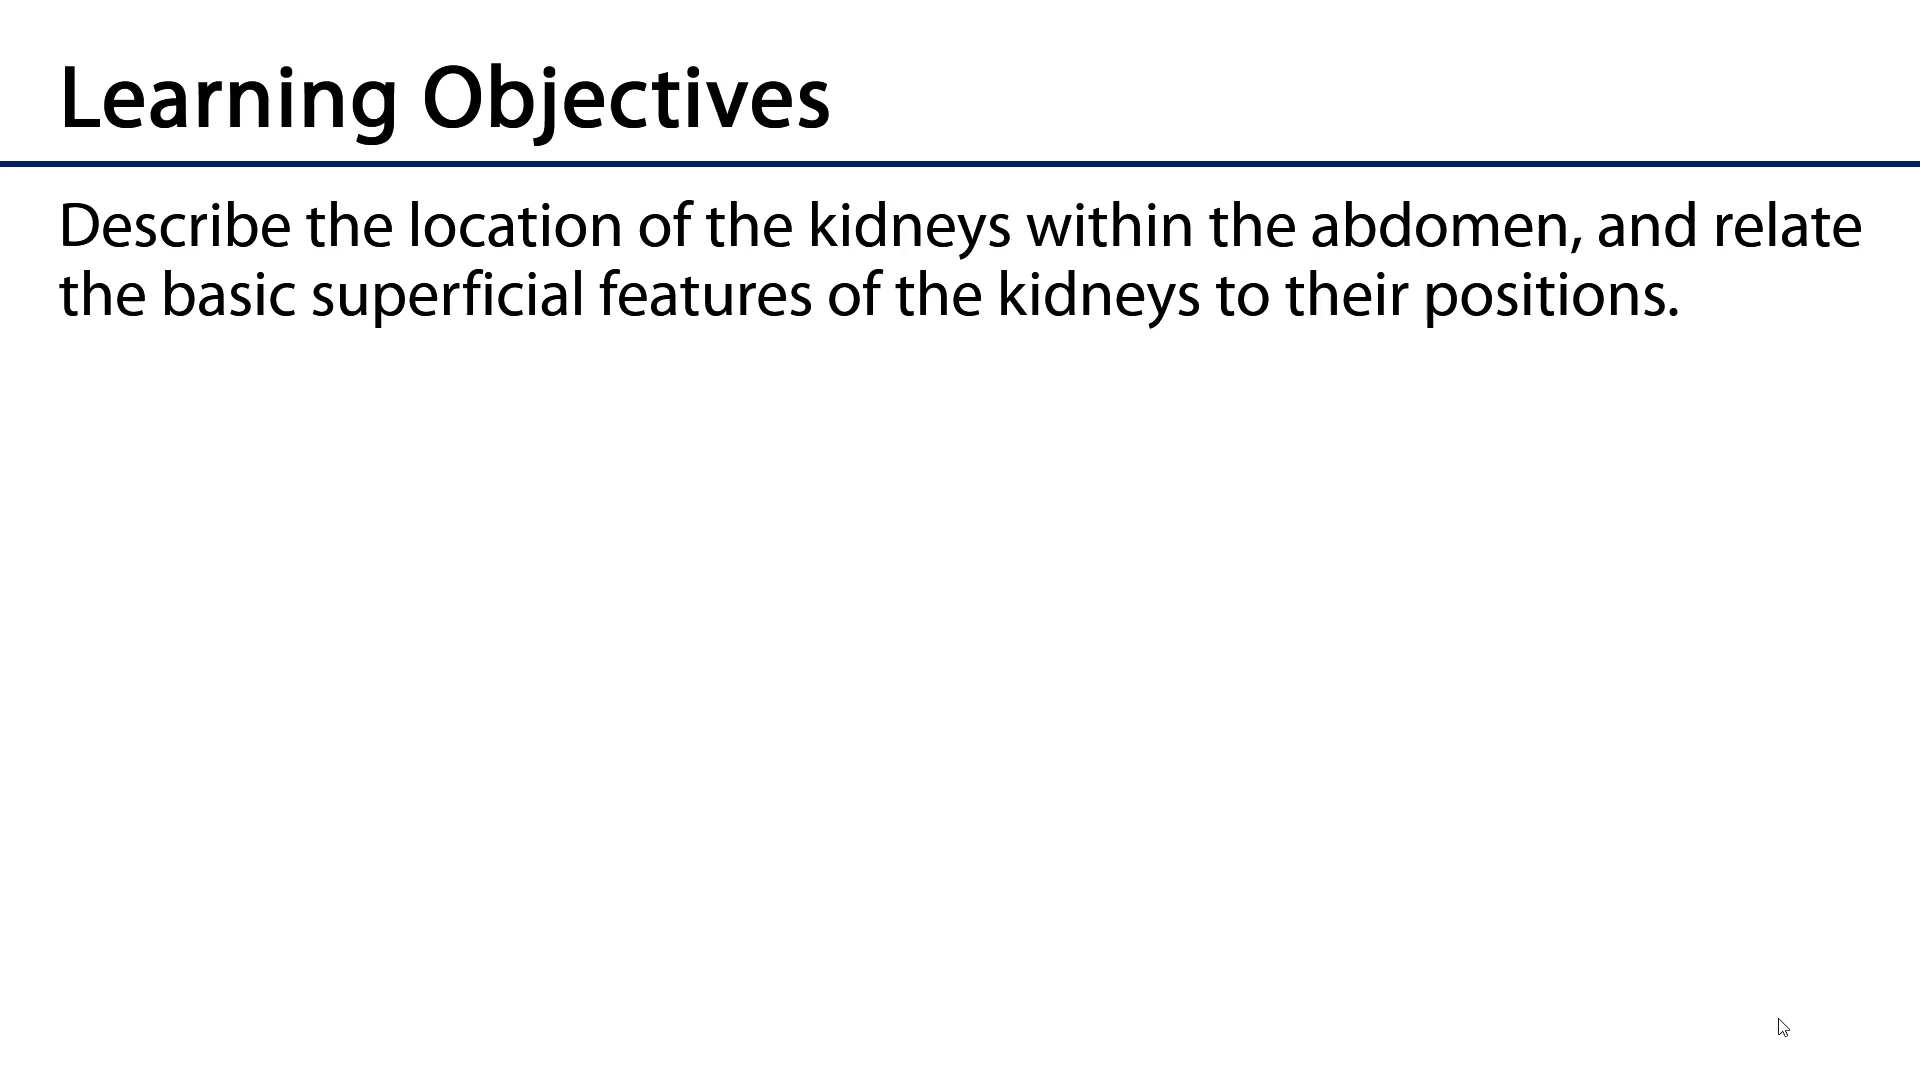 Learning Objectives
Describe the location of the kidneys within the abdomen, and relate
the basic superficial features of the kidneys to their positions.